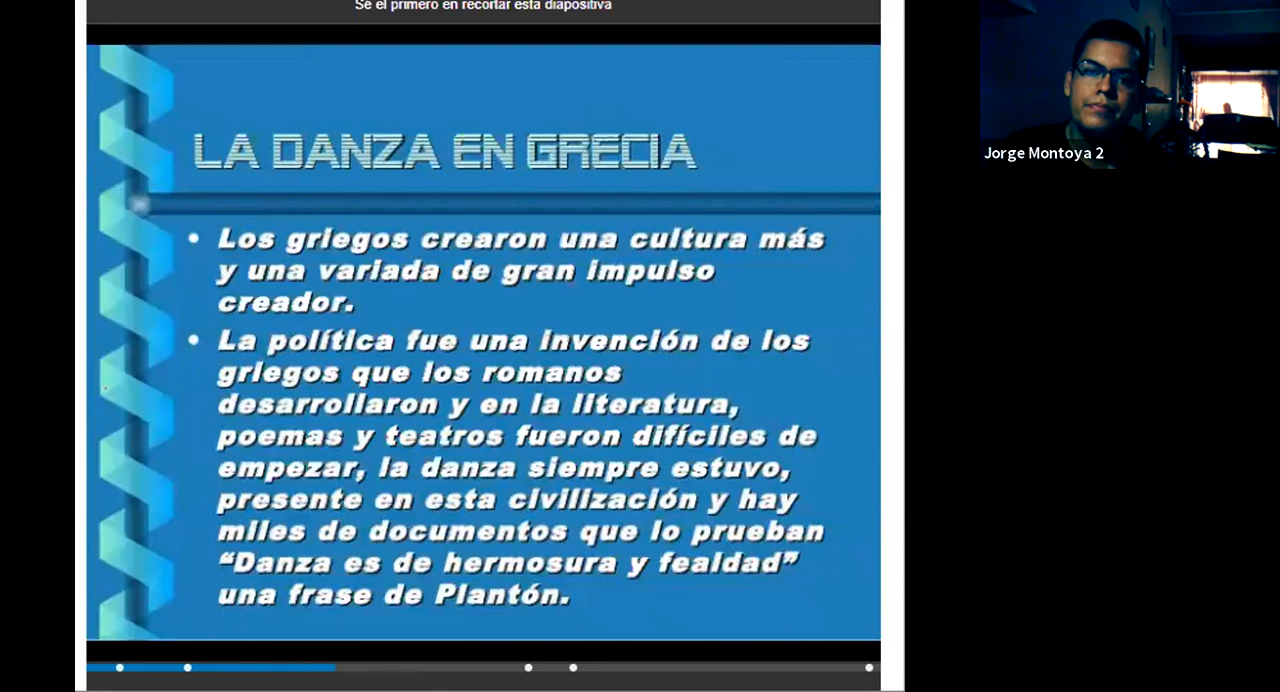 Sé el primero en recortar esta diapositiva
LA DANZA EN GRECIA
• Los griegos crearon una cultura más
y una variada de gran impulso
creador.
• La política fue una invención de los
griegos que los romanos
desarrollaron y en la literatura,
poemas y teatros fueron difíciles de
empezar, la danza siempre estuvo,
presente en esta civilización y hay
miles de documentos que lo prueban
“Danza es de hermosura y fealdad”
una frase de Plantón.
Jorge Montoya 2